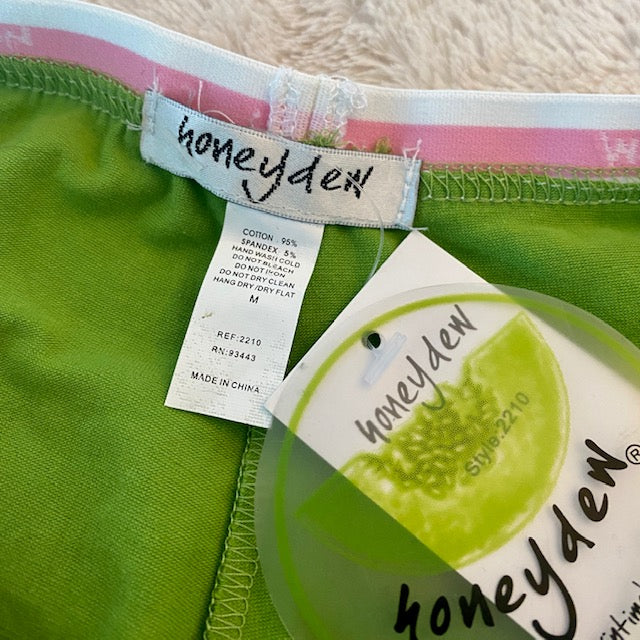 honeydew
COTTON : 95%
SPANDEX 5%
HAND WASH COLD
DO NOT BLEACH
DO NOT IRON
DO NOT DRY CLEAN
HANG DRY /DRY FLAT
M
REF:2210
RN:93443
MADE IN CHINA
honeydew
Style:2210
honeydew®
honeydew